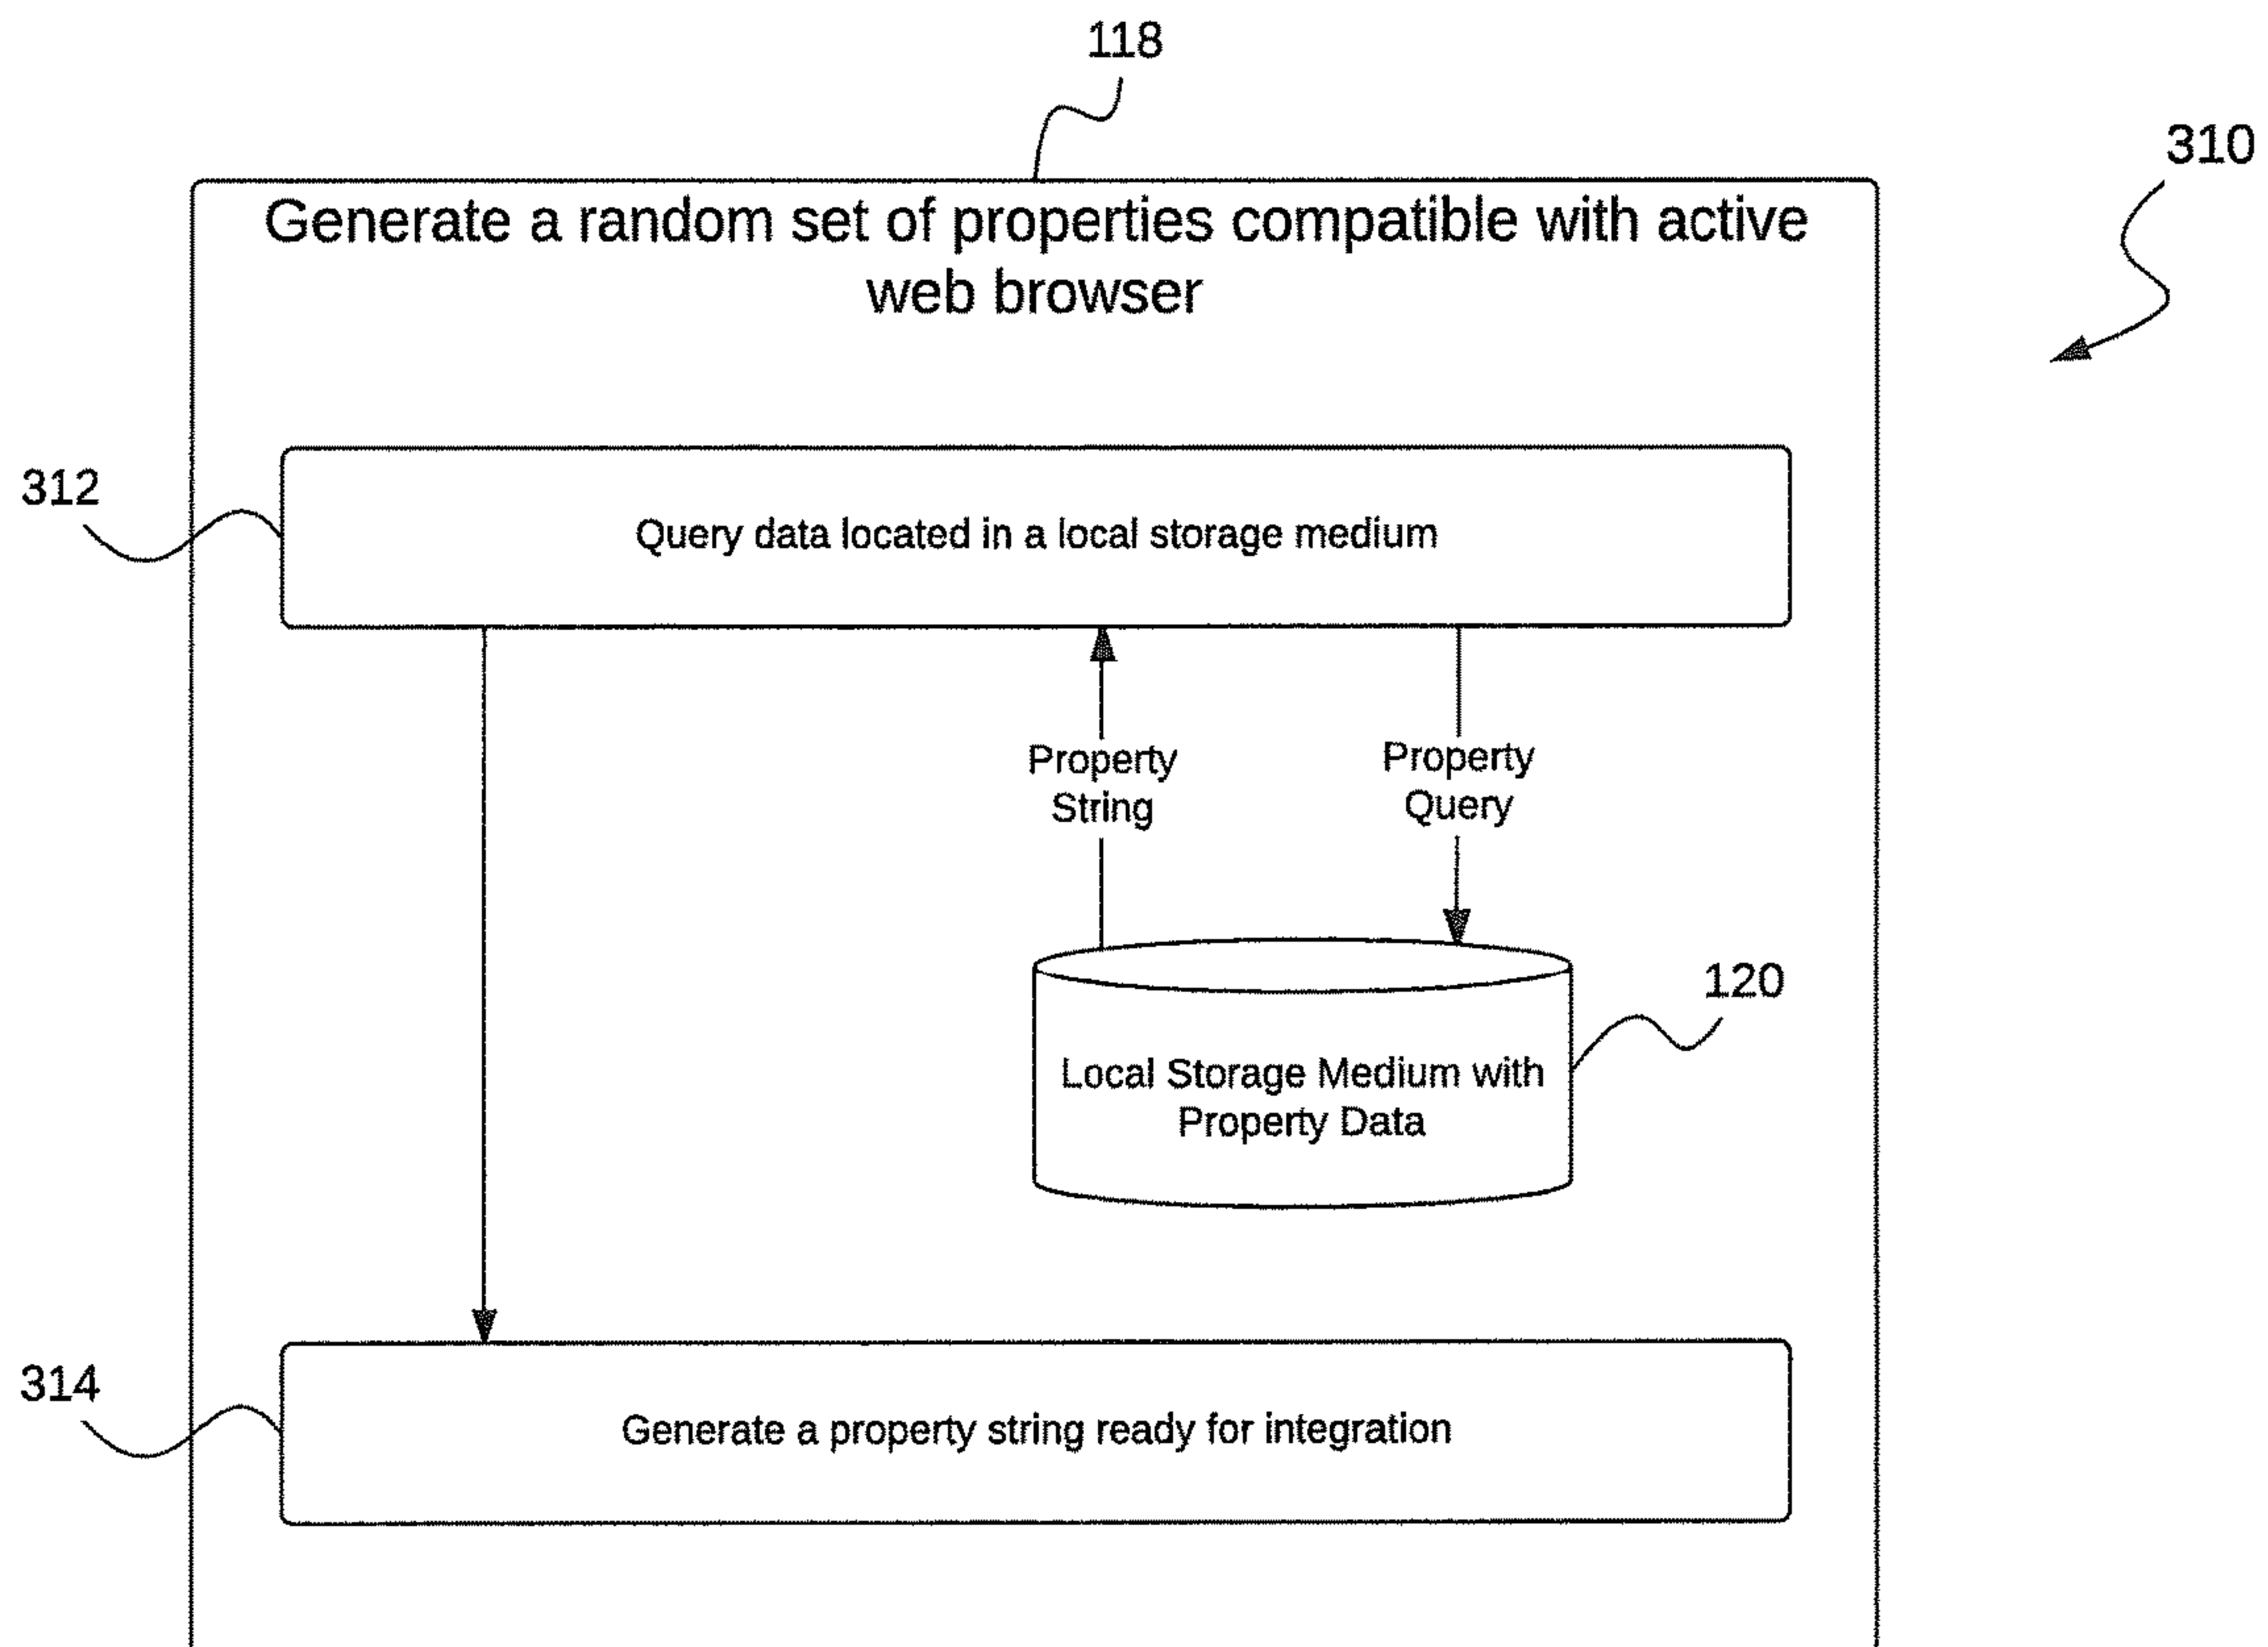 118
310
Generate a random set of properties compatible with active
web browser
312
Query data located in a local storage medium
Property
String
Property
Query
120
Local Storage Medium with
Property Data
314
Generate a property string ready for integration